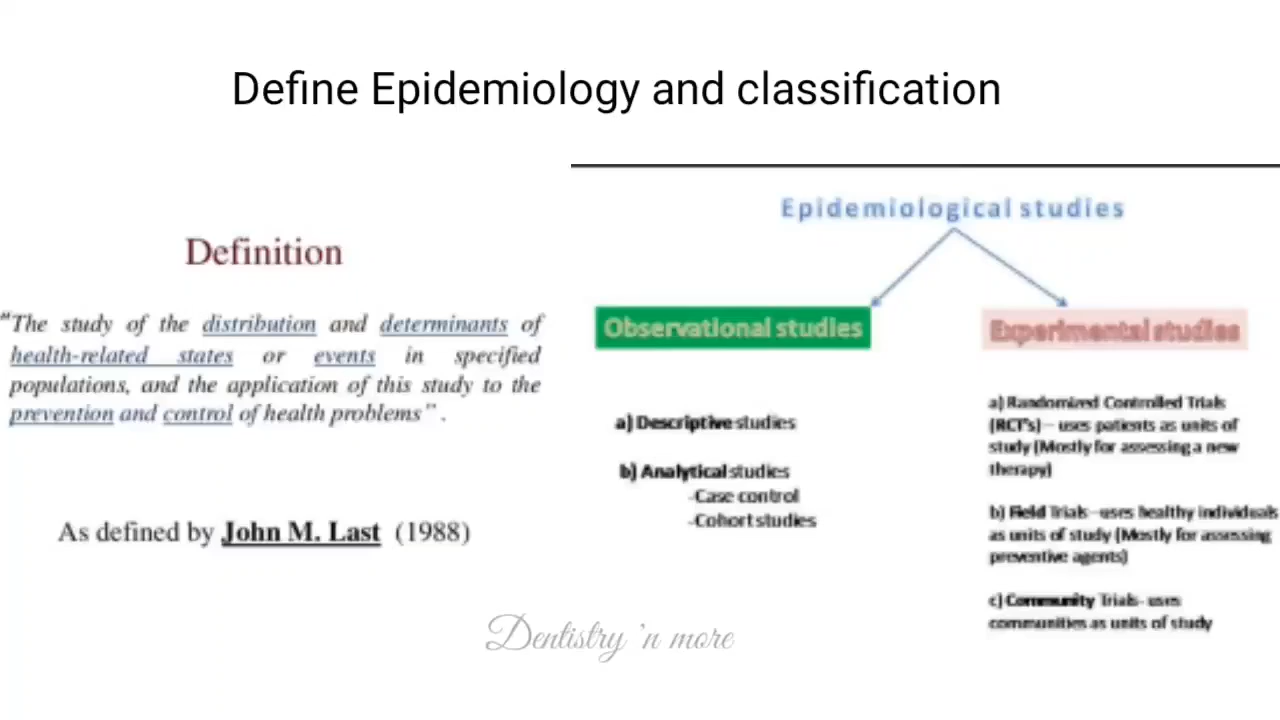 Define Epidemiology and classification
Definition
"The study of the distribution and determinants of
health-related states or events in specified
populations, and the application of this study to the
prevention and control of health problems".
As defined by John M. Last (1988)
Epidemiological studies
Observational studies
a) Descriptive studies
b) Analytical studies
-Case control
-Cohort studies
Experimental studies
a) Randomized Controlled Trials
(RCT's) – uses patients as units of
study (Mostly for assessing a new
therapy)
b) Field Trials –uses healthy individuals
as units of study (Mostly for assessing
preventive agents)
c) Community Trials- uses
communities as units of study
Dentistry 'n more